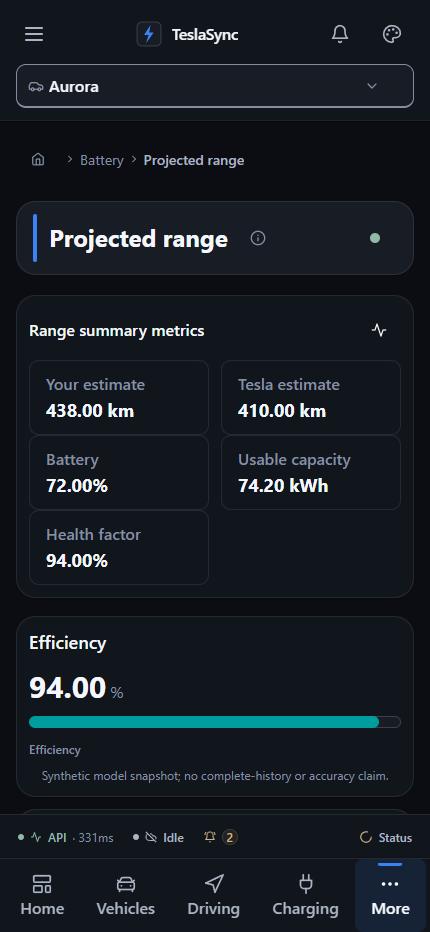 TeslaSync
Aurora
Battery
Projected range
Projected range
Range summary metrics
Your estimate
438.00 km
Tesla estimate
410.00 km
Battery
72.00%
Usable capacity
74.20 kWh
Health factor
94.00%
Efficiency
94.00 %
Efficiency
Synthetic model snapshot; no complete-history or accuracy claim.
API · 331ms
Idle
2
Status
Home
Vehicles
Driving
Charging
More